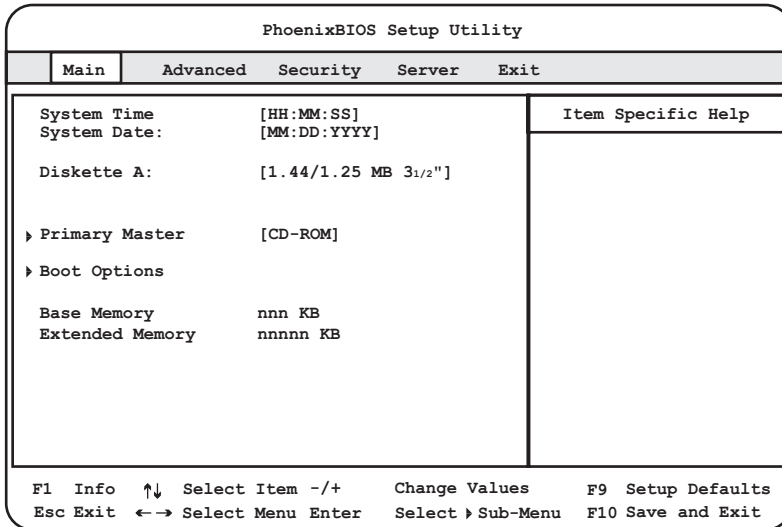 PhoenixBIOS Setup Utility
Main Advanced Security Server Exit
System Time [HH:MM:SS]
System Date: [MM:DD:YYYY]
Diskette A: [1.44/1.25 MB 31/2"]
Primary Master [CD-ROM]
Boot Options
Base Memory nnn KB
Extended Memory nnnnn KB
Item Specific Help
F1 Info ↑↓ Select Item -/+ Change Values F9 Setup Defaults
Esc Exit ←→ Select Menu Enter Select ▶ Sub-Menu F10 Save and Exit